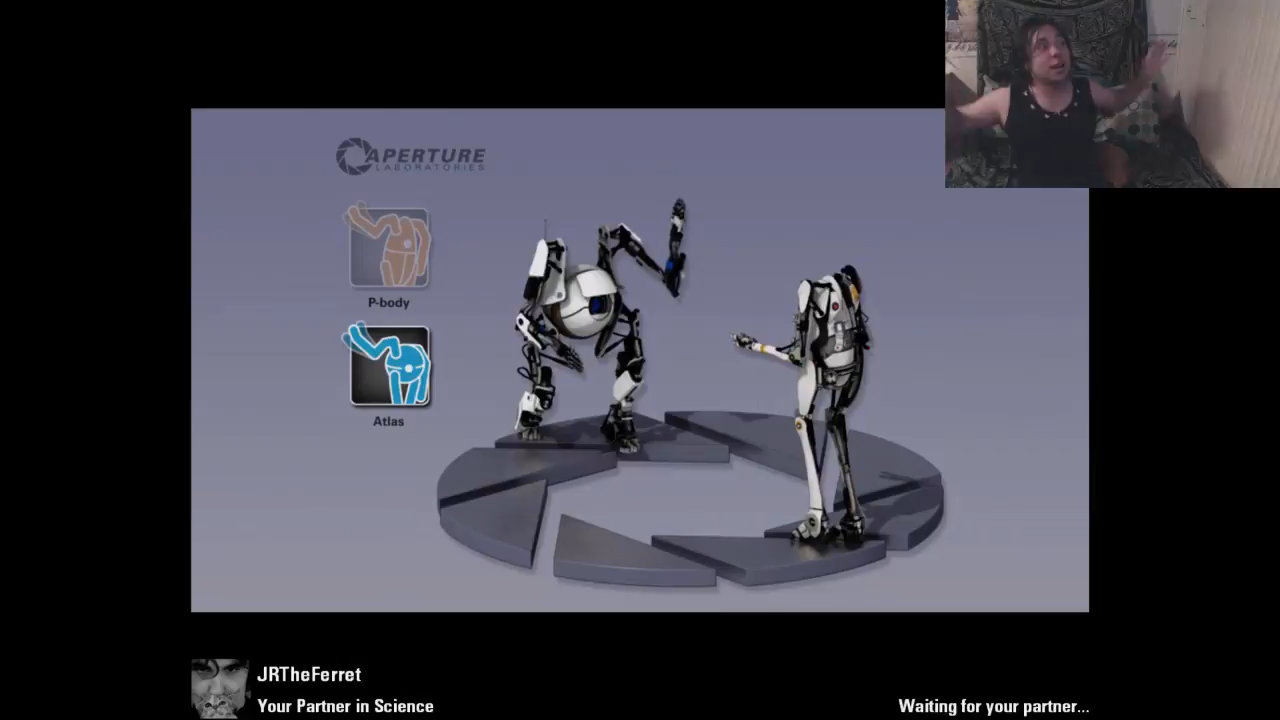 APERTURE
LABORATORIES
P-body
Atlas
JRTheFerret
Your Partner in Science
Waiting for your partner...